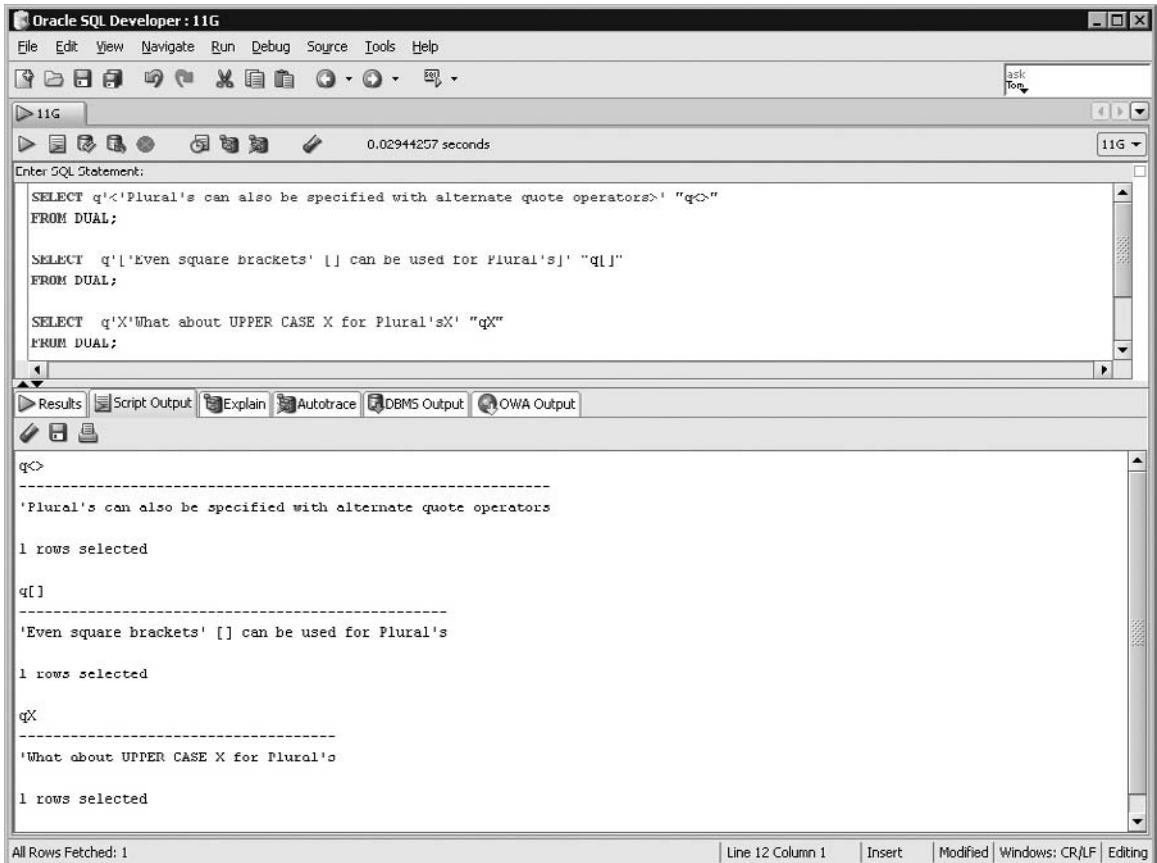 Oracle SQL Developer : 11G
File Edit View Navigate Run Debug Source Tools Help
ask
Tom
11G
0.02944257 seconds
11G
Enter SQL Statement:
SELECT q'<'Plural's can also be specified with alternate quote operators>' "q<>"
FROM DUAL;
SELECT q'['Even square brackets' [] can be used for Plural's]' "q[]"
FROM DUAL;
SELECT q'X'What about UPPER CASE X for Plural'sX' "qX"
FROM DUAL;
Results Script Output Explain Autotrace DBMS Output OWA Output
q<>
--------------------------------------------------------------
'Plural's can also be specified with alternate quote operators
1 rows selected
q[]
--------------------------------------------------
'Even square brackets' [] can be used for Plural's
1 rows selected
qX
-------------------------------------
'What about UPPER CASE X for Plural's
1 rows selected
All Rows Fetched: 1 Line 12 Column 1 Insert Modified Windows: CR/LF Editing